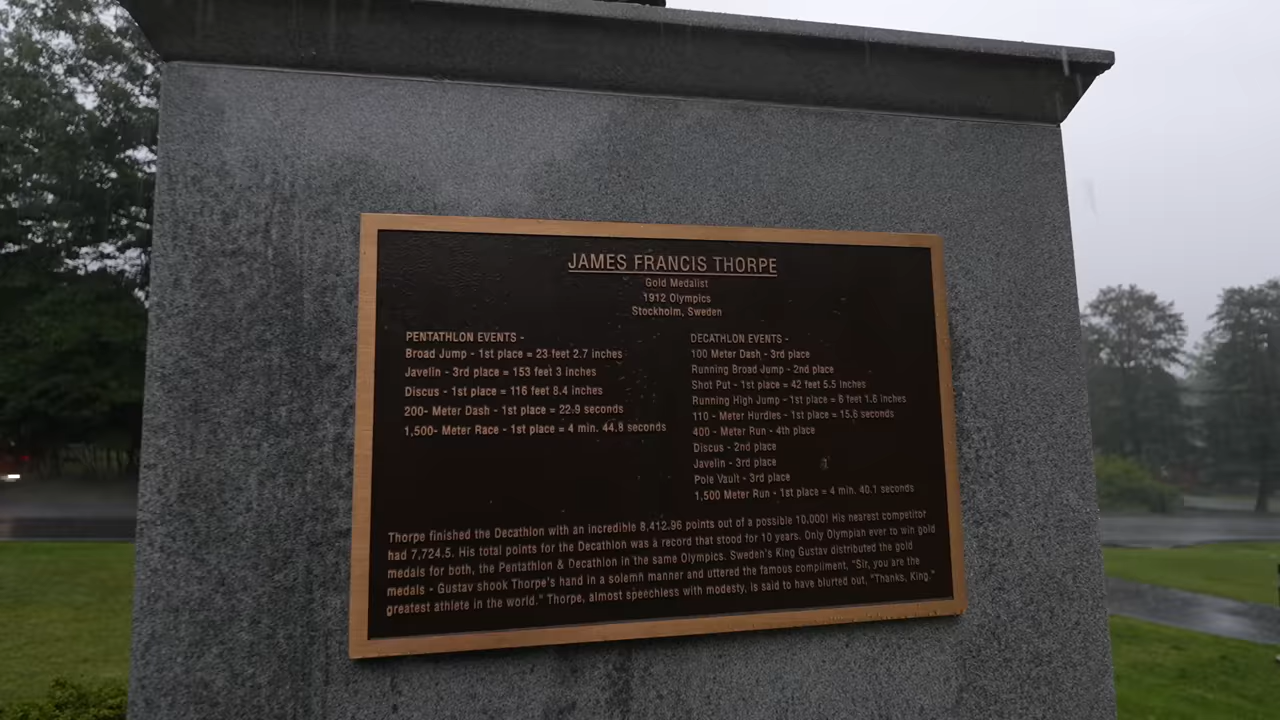 JAMES FRANCIS THORPE
Gold Medalist
1912 Olympics
Stockholm, Sweden
PENTATHLON EVENTS -
Broad Jump - 1st place = 23 feet 2.7 inches
Javelin - 3rd place = 153 feet 3 inches
Discus - 1st place = 116 feet 8.4 inches
200- Meter Dash - 1st place = 22.9 seconds
1,500- Meter Race - 1st place = 4 min. 44.8 seconds
DECATHLON EVENTS -
100 Meter Dash - 3rd place
Running Broad Jump - 2nd place
Shot Put - 1st place = 42 feet 5.5 inches
Running High Jump - 1st place = 6 feet 1.6 inches
110 - Meter Hurdles - 1st place = 15.6 seconds
400 - Meter Run - 4th place
Discus - 2nd place
Javelin - 3rd place
Pole Vault - 3rd place
1,500 Meter Run - 1st place = 4 min. 40.1 seconds
Thorpe finished the Decathlon with an incredible 8,412.96 points out of a possible 10,000! His nearest competitor
had 7,724.5. His total points for the Decathlon was a record that stood for 10 years. Only Olympian ever to win gold
medals for both, the Pentathlon & Decathlon in the same Olympics. Sweden's King Gustav distributed the gold
medals - Gustav shook Thorpe's hand in a solemn manner and uttered the famous compliment, "Sir, you are the
greatest athlete in the world." Thorpe, almost speechless with modesty, is said to have blurted out, "Thanks, King."